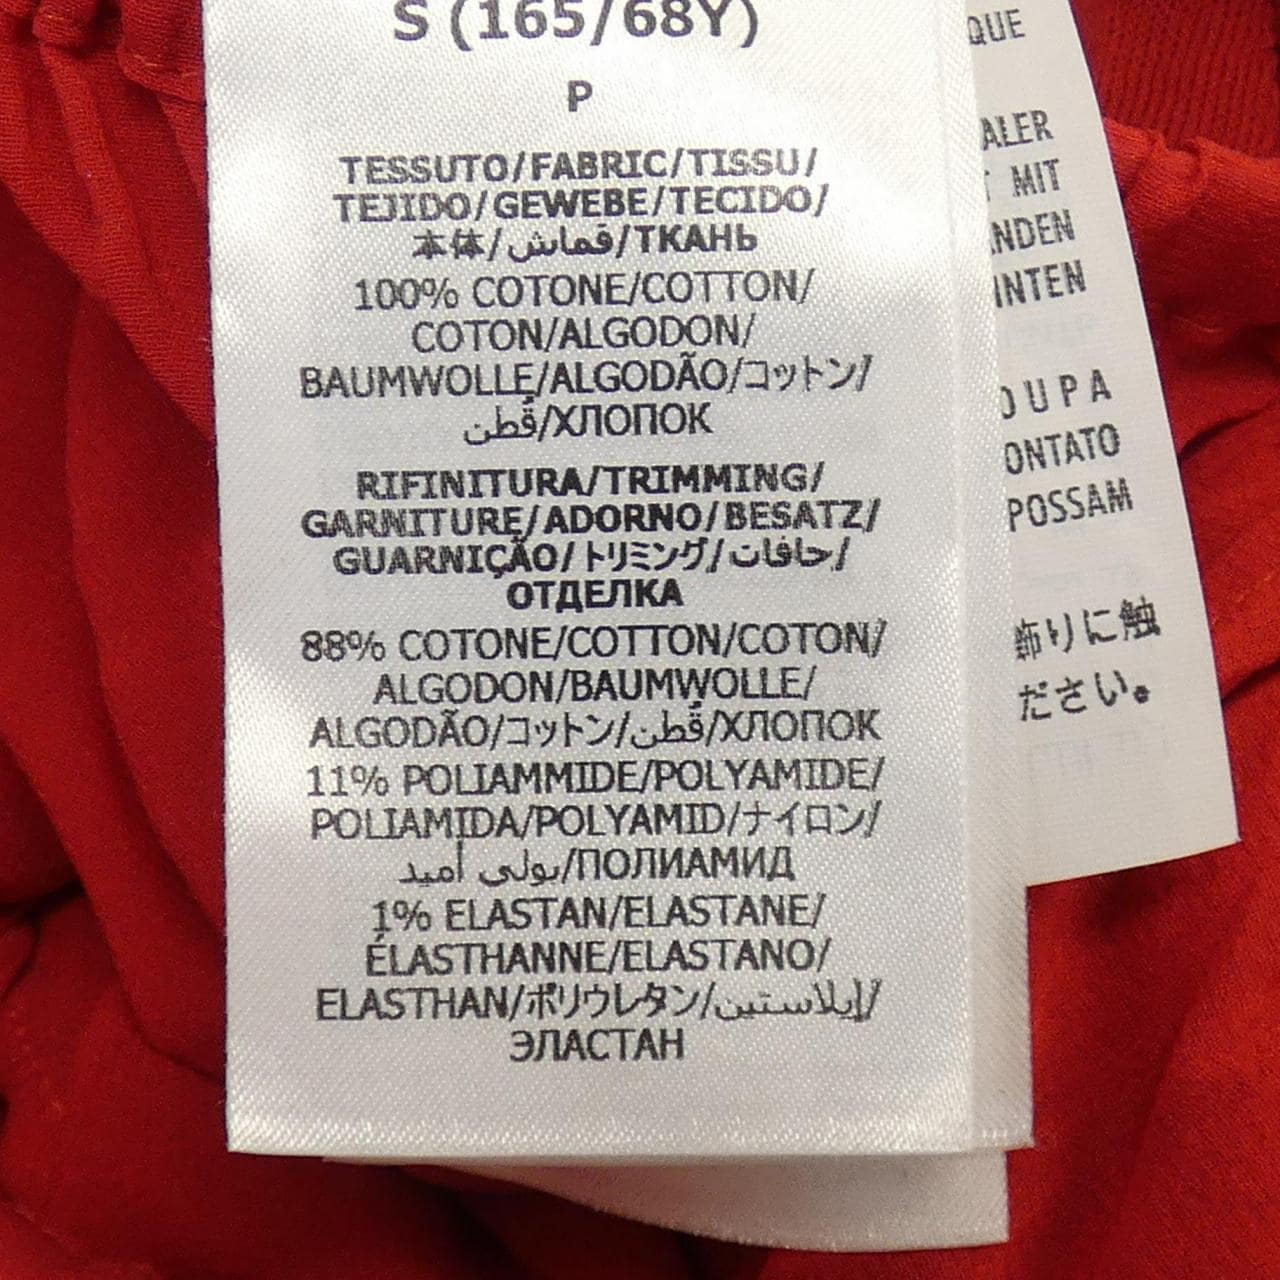 S (165/68Y)
P
TESSUTO/FABRIC/TISSU/
TEJIDO/GEWEBE/TECIDO/
本体/قماش/ТКАНЬ
100% COTONE/COTTON/
COTON/ALGODON/
BAUMWOLLE/ALGODÃO/コットン/
قُطن/ХЛОПОК
RIFINITURA/TRIMMING/
GARNITURE/ADORNO/BESATZ/
GUARNIÇÃO/トリミング/حافات/
ОТДЕЛКА
88% COTONE/COTTON/COTON/
ALGODON/BAUMWOLLE/
ALGODÃO/コットン/قُطن/ХЛОПОК
11% POLIAMMIDE/POLYAMIDE/
POLIAMIDA/POLYAMID/ナイロン/
بولي أميد/ПОЛИАМИД
1% ELASTAN/ELASTANE/
ÉLASTHANNE/ELASTANO/
ELASTHAN/ポリウレタン/إيلاستين/
ЭЛАСТАН
QUE
ALER
MIT
NDEN
INTEN
OUPA
ONTATO
POSSAM
飾りに触
ださい。